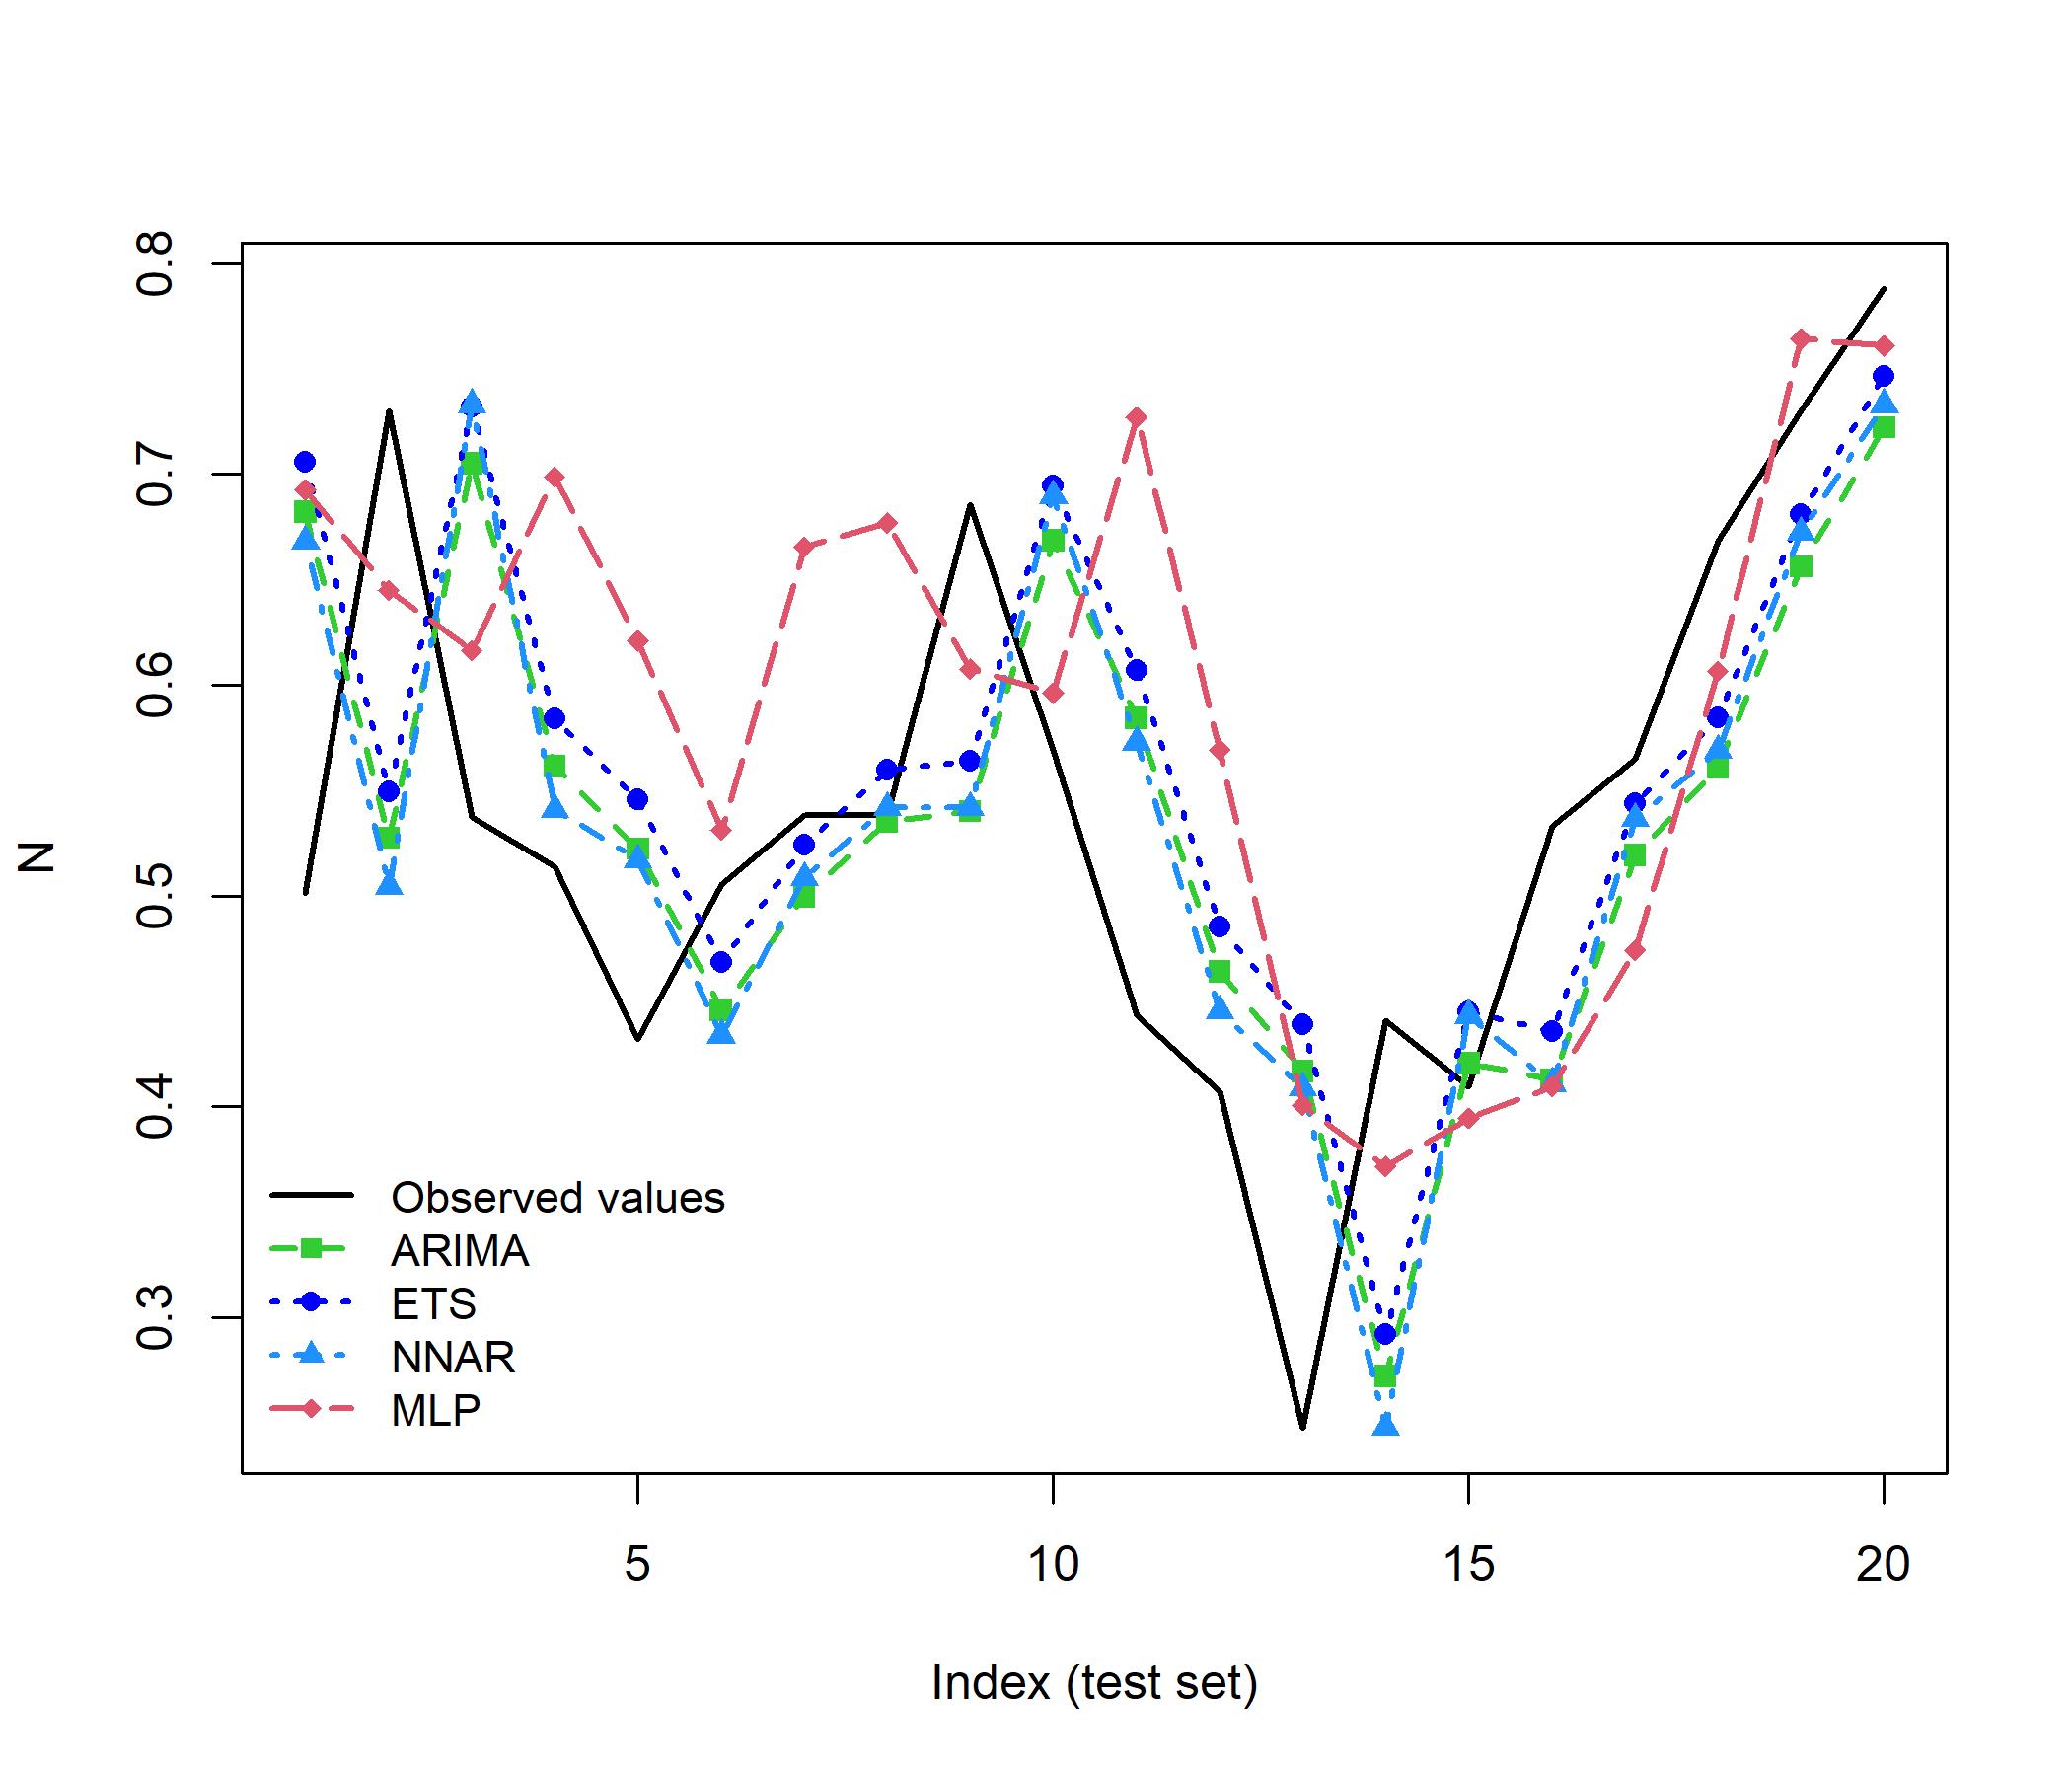 N
0.8
0.7
0.6
0.5
0.4
0.3
Observed values
ARIMA
ETS
NNAR
MLP
5 10 15 20
Index (test set)